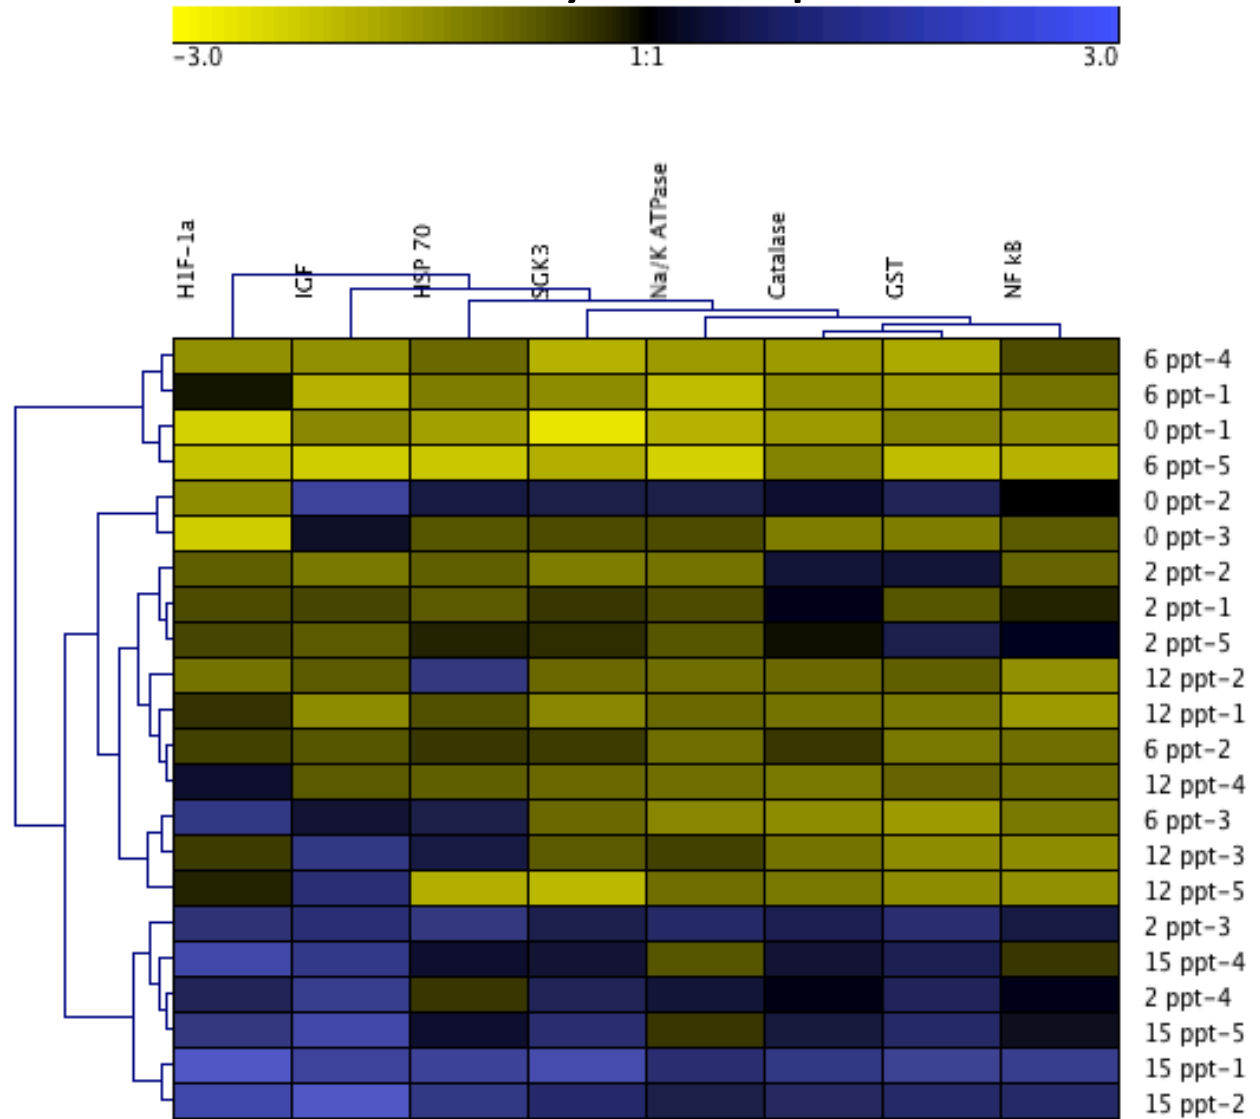 -3.0 1:1 3.0
H1F-1a IGF HSP 70 SGK3 Na/K ATPase Catalase GST NF kB
6 ppt-4
6 ppt-1
0 ppt-1
6 ppt-5
0 ppt-2
0 ppt-3
2 ppt-2
2 ppt-1
2 ppt-5
12 ppt-2
12 ppt-1
6 ppt-2
12 ppt-4
6 ppt-3
12 ppt-3
12 ppt-5
2 ppt-3
15 ppt-4
2 ppt-4
15 ppt-5
15 ppt-1
15 ppt-2